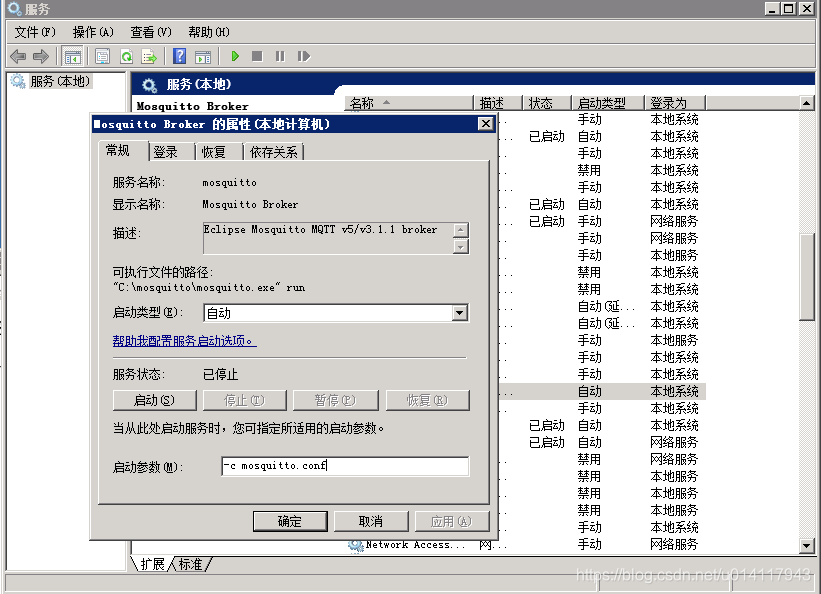 服务
文件(F) 操作(A) 查看(V) 帮助(H)
服务(本地)
服务(本地)
Mosquitto Broker
名称 描述 状态 启动类型 登录为
手动 本地系统
已启动 自动 本地系统
手动 本地系统
禁用 本地系统
手动 本地系统
已启动 自动 本地系统
已启动 手动 网络服务
手动 网络服务
手动 本地服务
禁用 本地系统
禁用 本地系统
自动(延... 本地系统
自动(延... 本地系统
手动 本地服务
手动 本地系统
手动 本地系统
自动 本地系统
手动 本地系统
已启动 自动 本地系统
已启动 自动 网络服务
禁用 网络服务
禁用 本地服务
禁用 本地服务
禁用 本地服务
手动 本地系统
Network Access... 网... 手动 网络服务
Mosquitto Broker 的属性(本地计算机)
常规 登录 恢复 依存关系
服务名称: mosquitto
显示名称: Mosquitto Broker
描述: Eclipse Mosquitto MQTT v5/v3.1.1 broker
可执行文件的路径:
"C:\mosquitto\mosquitto.exe" run
启动类型(E): 自动
帮助我配置服务启动选项。
服务状态: 已停止
启动(S) 停止(T) 暂停(P) 恢复(R)
当从此处启动服务时，您可指定所适用的启动参数。
启动参数(M): -c mosquitto.conf
确定 取消 应用(A)
扩展 标准
https://blog.csdn.net/u014117943